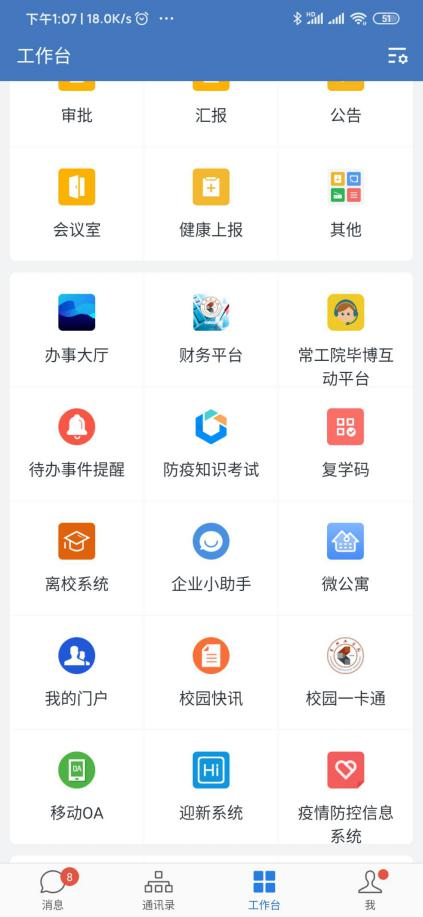 下午1:07 | 18.0K/s
HD
51
工作台
审批
汇报
公告
会议室
健康上报
其他
办事大厅
财务平台
常工院毕博互
动平台
待办事件提醒
防疫知识考试
复学码
离校系统
企业小助手
微公寓
我的门户
校园快讯
校园一卡通
OA
Hi
移动OA
迎新系统
疫情防控信息
系统
8
消息
通讯录
工作台
我